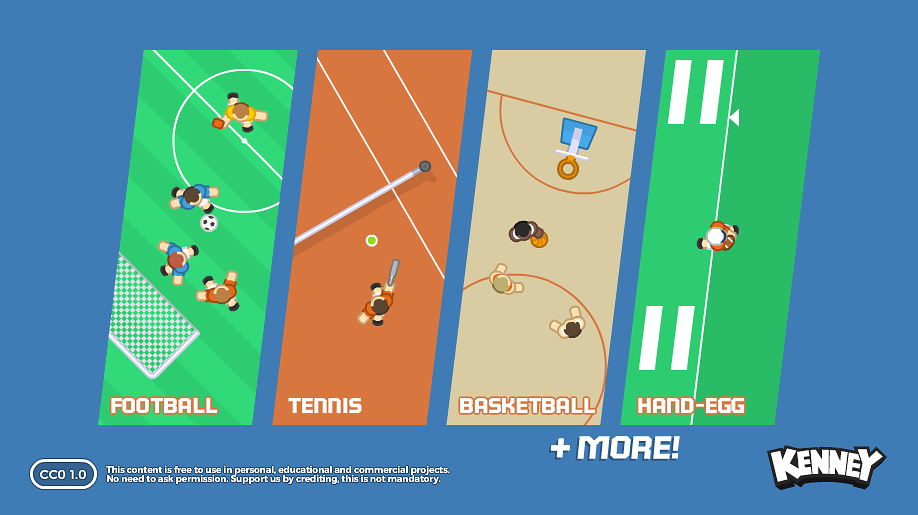 FOOTBALL
TENNIS
BASKETBALL
HAND-EGG
+ MORE!
CC0 1.0
This content is free to use in personal, educational and commercial projects.
No need to ask permission. Support us by crediting, this is not mandatory.
KENNEY